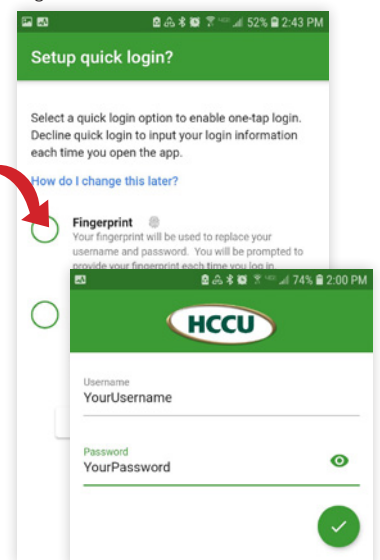 52% 2:43 PM
Setup quick login?
Select a quick login option to enable one-tap login.
Decline quick login to input your login information
each time you open the app.
How do I change this later?
Fingerprint
Your fingerprint will be used to replace your
username and password. You will be prompted to
provide your fingerprint each time you log in.
74% 2:00 PM
HCCU
Username
YourUsername
Password
YourPassword